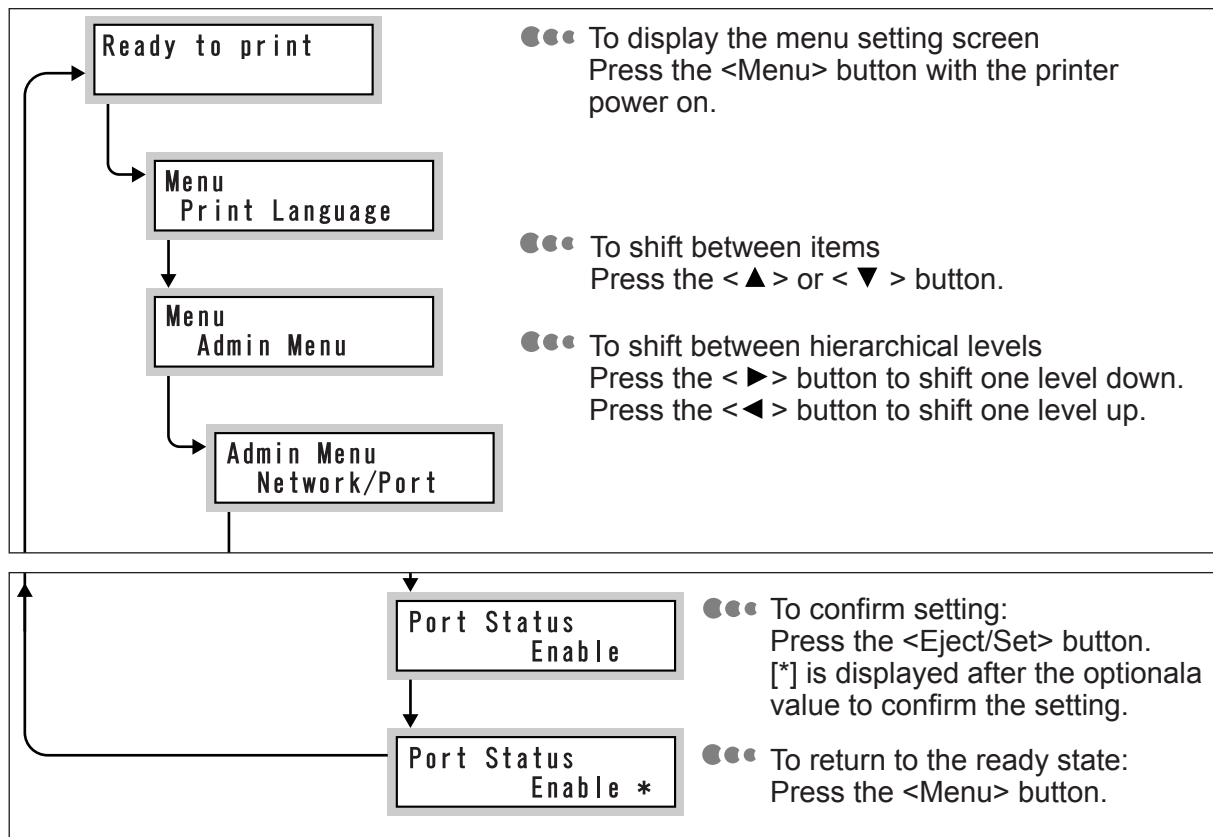 Ready to print
To display the menu setting screen
Press the <Menu> button with the printer
power on.
Menu
Print Language
To shift between items
Press the < ▲ > or < ▼ > button.
Menu
Admin Menu
To shift between hierarchical levels
Press the < ► > button to shift one level down.
Press the < ◄ > button to shift one level up.
Admin Menu
Network/Port
Port Status
Enable
To confirm setting:
Press the <Eject/Set> button.
[*] is displayed after the optionala
value to confirm the setting.
Port Status
Enable *
To return to the ready state:
Press the <Menu> button.